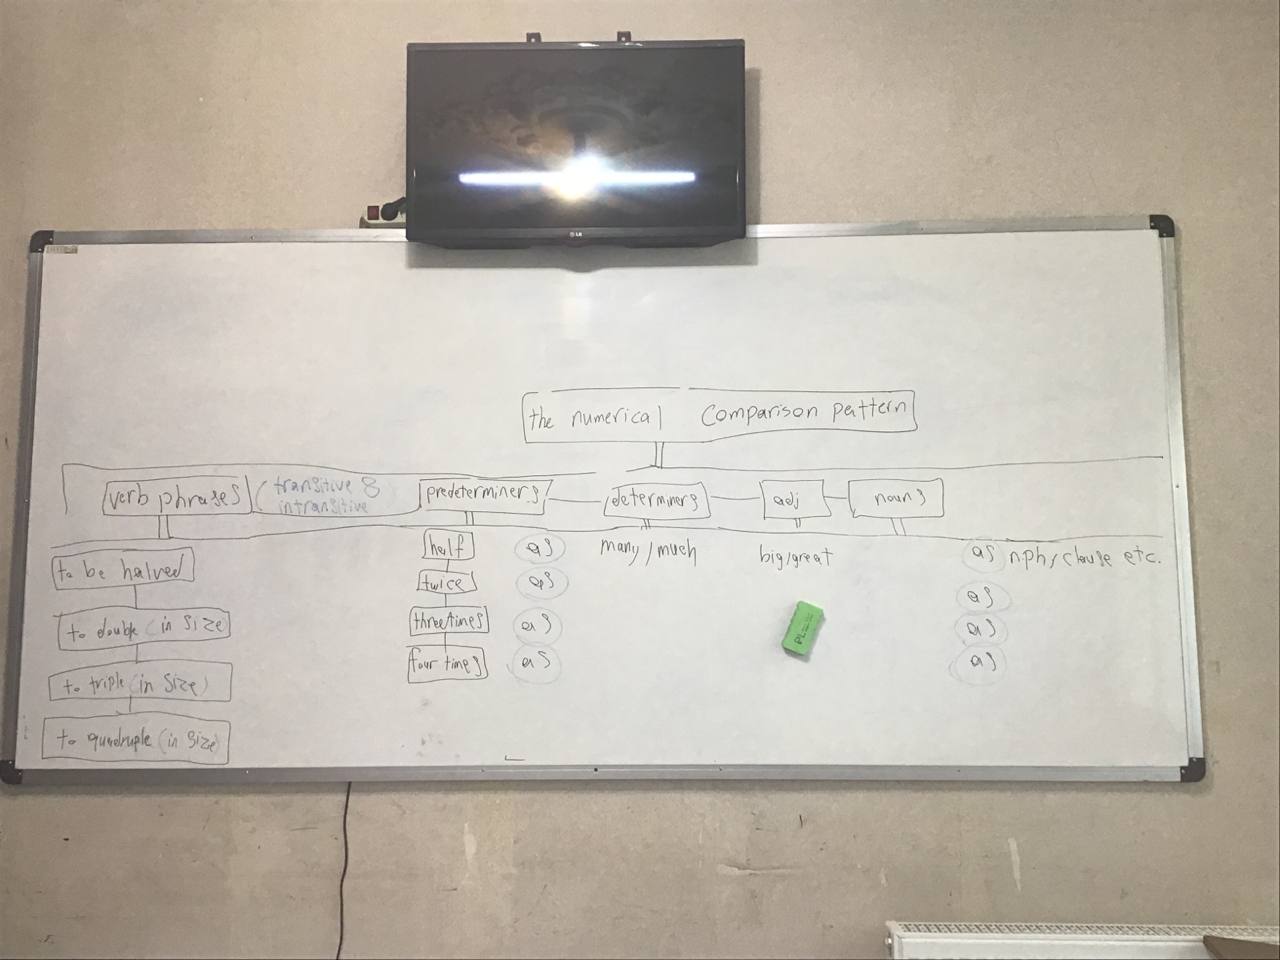 LG
the numerical comparison pattern
verb phrases (transitive &
intransitive
predeterminers
determiners
adj
nouns
to be halved
to double (in size)
to triple (in size)
to quadruple (in size)
half as many/much big/great as n.ph/clause etc.
twice as as
three times as as
four times as as